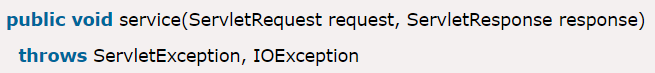 public void service(ServletRequest request, ServletResponse response)
throws ServletException, IOException